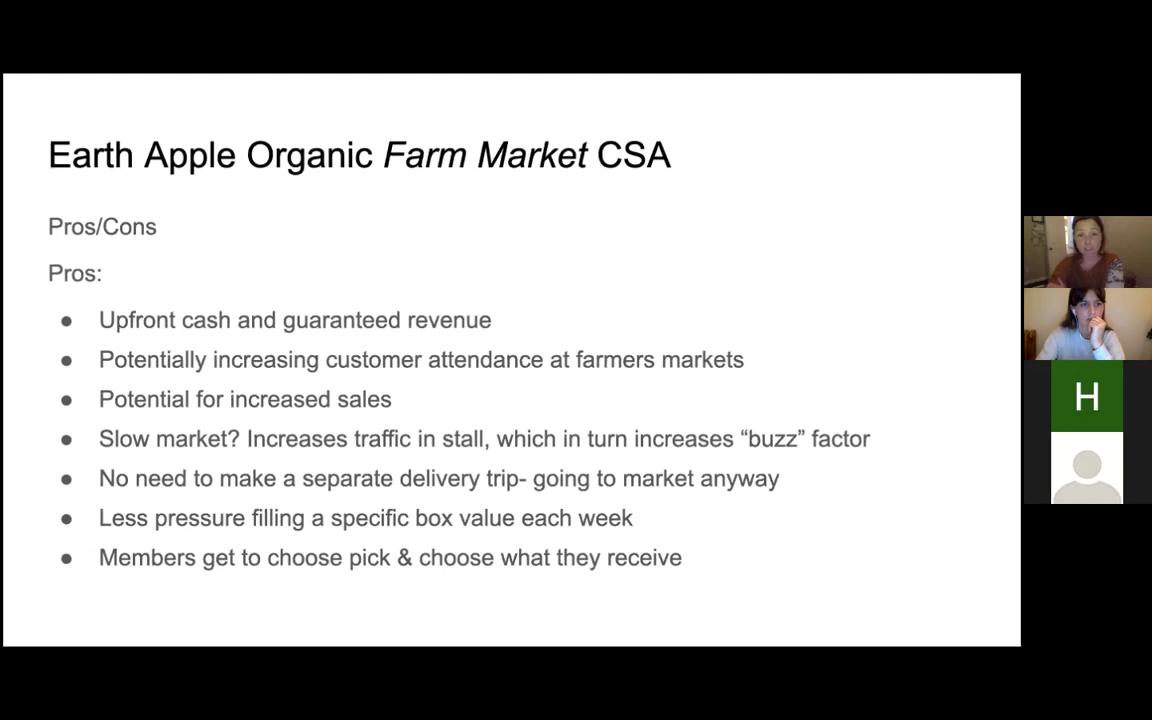 Earth Apple Organic Farm Market CSA
Pros/Cons
Pros:
● Upfront cash and guaranteed revenue
● Potentially increasing customer attendance at farmers markets
● Potential for increased sales
● Slow market? Increases traffic in stall, which in turn increases “buzz” factor
● No need to make a separate delivery trip- going to market anyway
● Less pressure filling a specific box value each week
● Members get to choose pick & choose what they receive
H